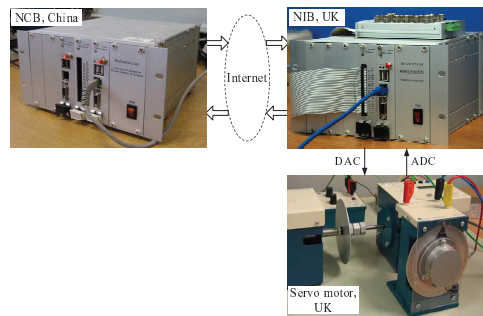 NCB, China
NIB, UK
Internet
DAC
ADC
Servo motor,
UK